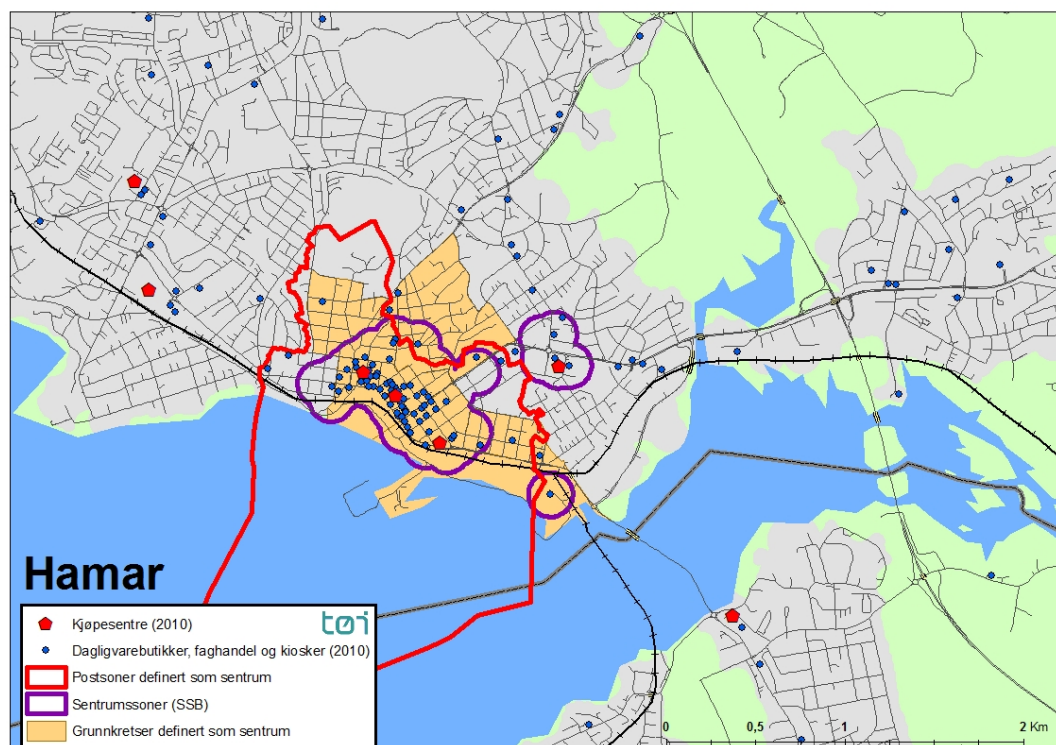 Hamar
tøi
Kjøpesentre (2010)
Dagligvarebutikker, faghandel og kiosker (2010)
Postsoner definert som sentrum
Sentrumssoner (SSB)
Grunnkretser definert som sentrum
0 0,5 1 2 Km